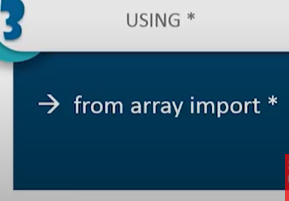 3
USING *
→ from array import *